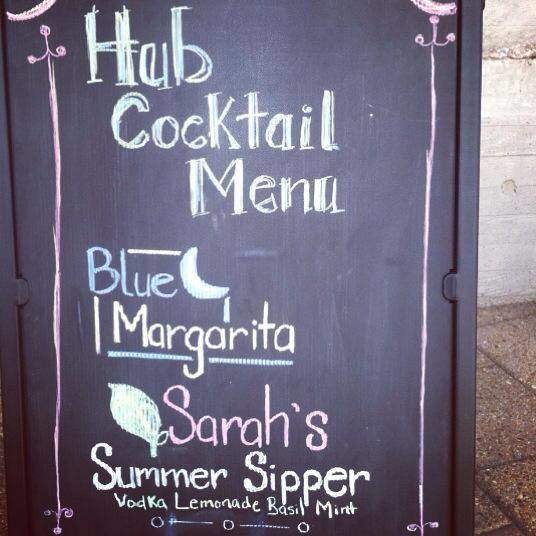 Hub
Cocktail
Menu
Blue
Margarita
Sarah's
Summer Sipper
Vodka Lemonade Basil Mint